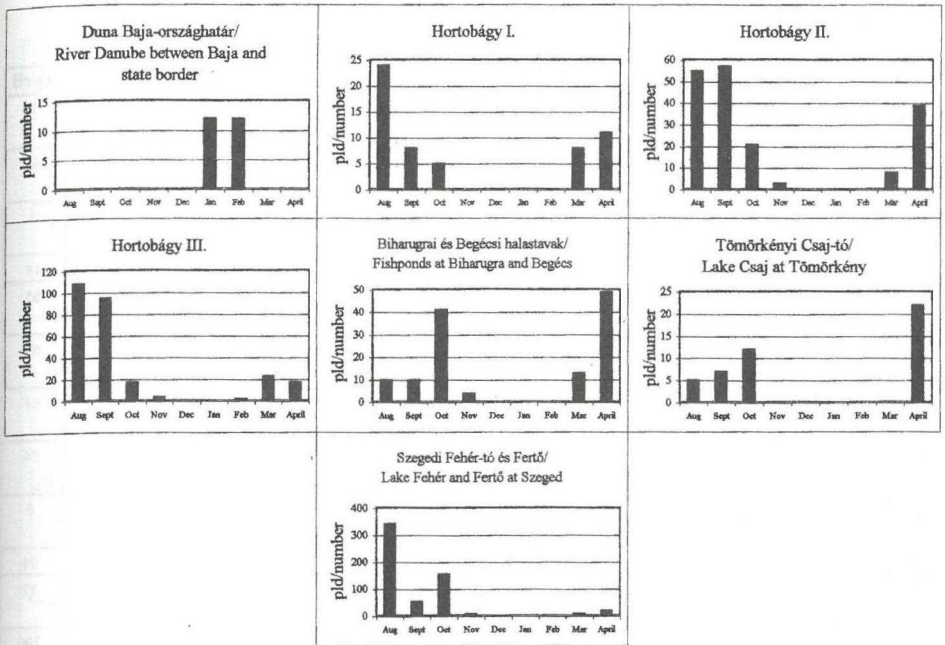 Duna Baja-országhatár/
River Danube between Baja and
state border
pld/number
15
10
5
0
Aug Sept Oct Nov Dec Jan Feb Mar April
Hortobágy I.
pld/number
25
20
15
10
5
0
Aug Sept Oct Nov Dec Jan Feb Mar April
Hortobágy II.
pld/number
60
50
40
30
20
10
0
Aug Sept Oct Nov Dec Jan Feb Mar April
Hortobágy III.
pld/number
120
100
80
60
40
20
0
Aug Sept Oct Nov Dec Jan Feb Mar April
Biharugrai és Begécsi halastavak/
Fishponds at Biharugra and Begécs
pld/number
50
40
30
20
10
0
Aug Sept Oct Nov Dec Jan Feb Mar April
Tömörkényi Csaj-tó/
Lake Csaj at Tömörkény
pld/number
25
20
15
10
5
0
Aug Sept Oct Nov Dec Jan Feb Mar April
Szegedi Fehér-tó és Fertő/
Lake Fehér and Fertő at Szeged
pld/number
400
300
200
100
0
Aug Sept Oct Nov Dec Jan Feb Mar April